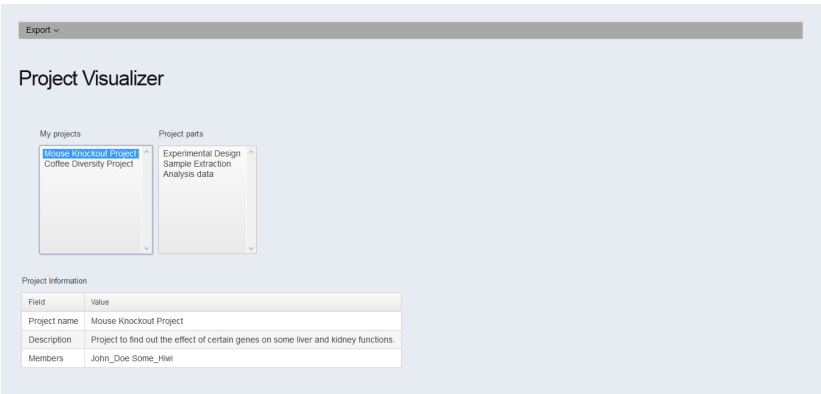 Export
Project Visualizer
My projects Project parts
Mouse Knockout Project
Coffee Diversity Project
Experimental Design
Sample Extraction
Analysis data
Project Information
Field Value
Project name Mouse Knockout Project
Description Project to find out the effect of certain genes on some liver and kidney functions.
Members John_Doe Some_Hiwi